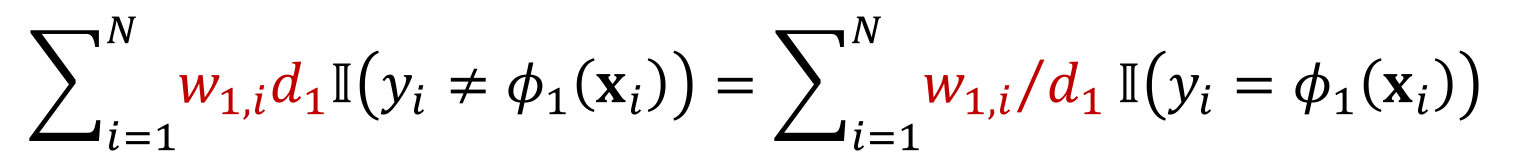 ∑_{i=1}^{N} w_{1,i}d_1 𝕀(y_i ≠ ϕ_1(𝐱_i)) = ∑_{i=1}^{N} w_{1,i}/d_1 𝕀(y_i = ϕ_1(𝐱_i))